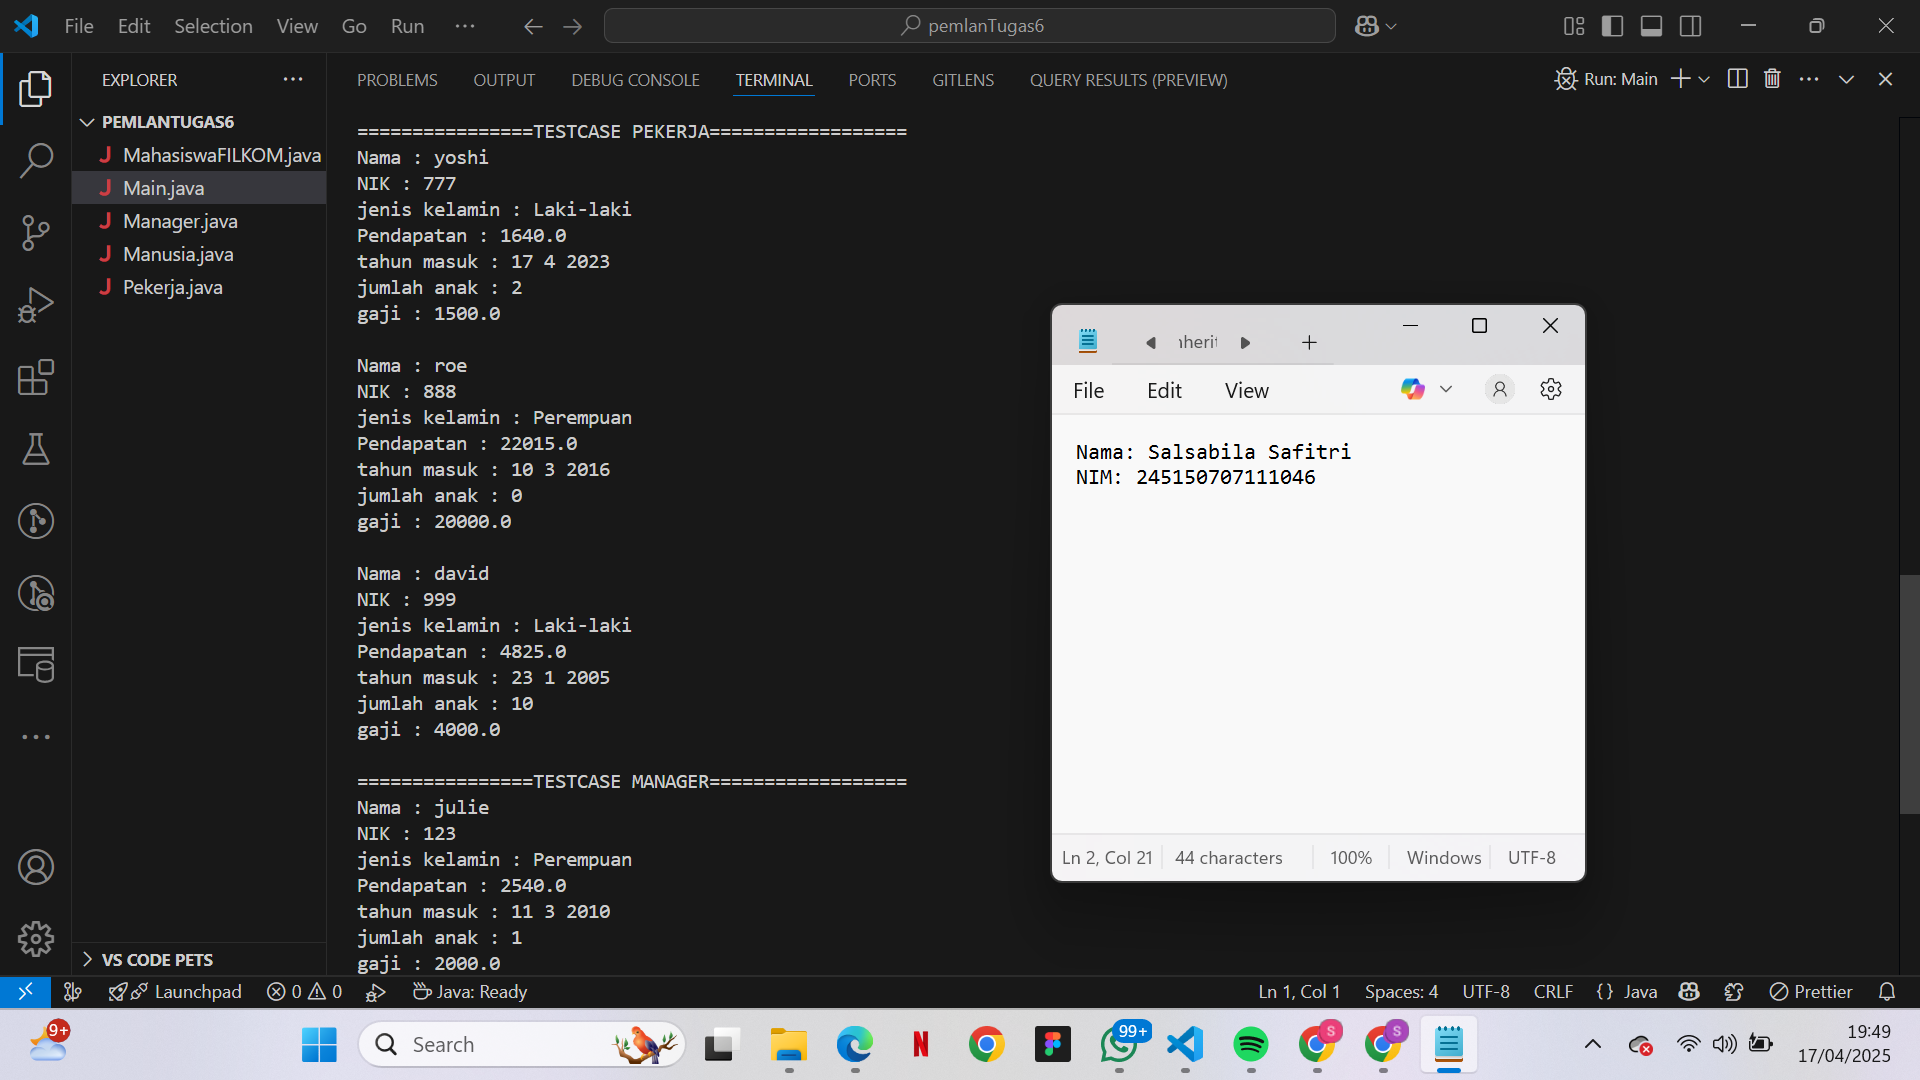 File Edit Selection View Go Run ··· pemlanTugas6
EXPLORER ···
PEMLANTUGAS6
MahasiswaFILKOM.java
Main.java
Manager.java
Manusia.java
Pekerja.java
VS CODE PETS
PROBLEMS OUTPUT DEBUG CONSOLE TERMINAL PORTS GITLENS QUERY RESULTS (PREVIEW) Run: Main
================TESTCASE PEKERJA==================
Nama : yoshi
NIK : 777
jenis kelamin : Laki-laki
Pendapatan : 1640.0
tahun masuk : 17 4 2023
jumlah anak : 2
gaji : 1500.0
Nama : roe
NIK : 888
jenis kelamin : Perempuan
Pendapatan : 22015.0
tahun masuk : 10 3 2016
jumlah anak : 0
gaji : 20000.0
Nama : david
NIK : 999
jenis kelamin : Laki-laki
Pendapatan : 4825.0
tahun masuk : 23 1 2005
jumlah anak : 10
gaji : 4000.0
================TESTCASE MANAGER==================
Nama : julie
NIK : 123
jenis kelamin : Perempuan
Pendapatan : 2540.0
tahun masuk : 11 3 2010
jumlah anak : 1
gaji : 2000.0
File Edit View
Nama: Salsabila Safitri
NIM: 245150707111046
Ln 2, Col 21 44 characters 100% Windows UTF-8
Launchpad 0 0 Java: Ready Ln 1, Col 1 Spaces: 4 UTF-8 CRLF {} Java Prettier
9+ Search 99+ S S 19:49
17/04/2025